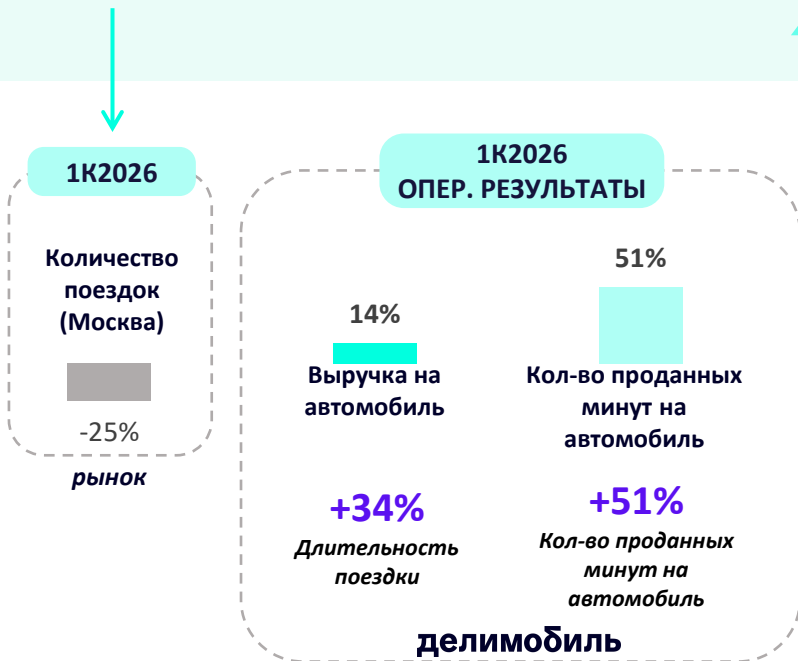 1К2026
Количество
поездок
(Москва)
-25%
рынок
1К2026
ОПЕР. РЕЗУЛЬТАТЫ
14%
Выручка на
автомобиль
51%
Кол-во проданных
минут на
автомобиль
+34%
Длительность
поездки
+51%
Кол-во проданных
минут на
автомобиль
делимобиль